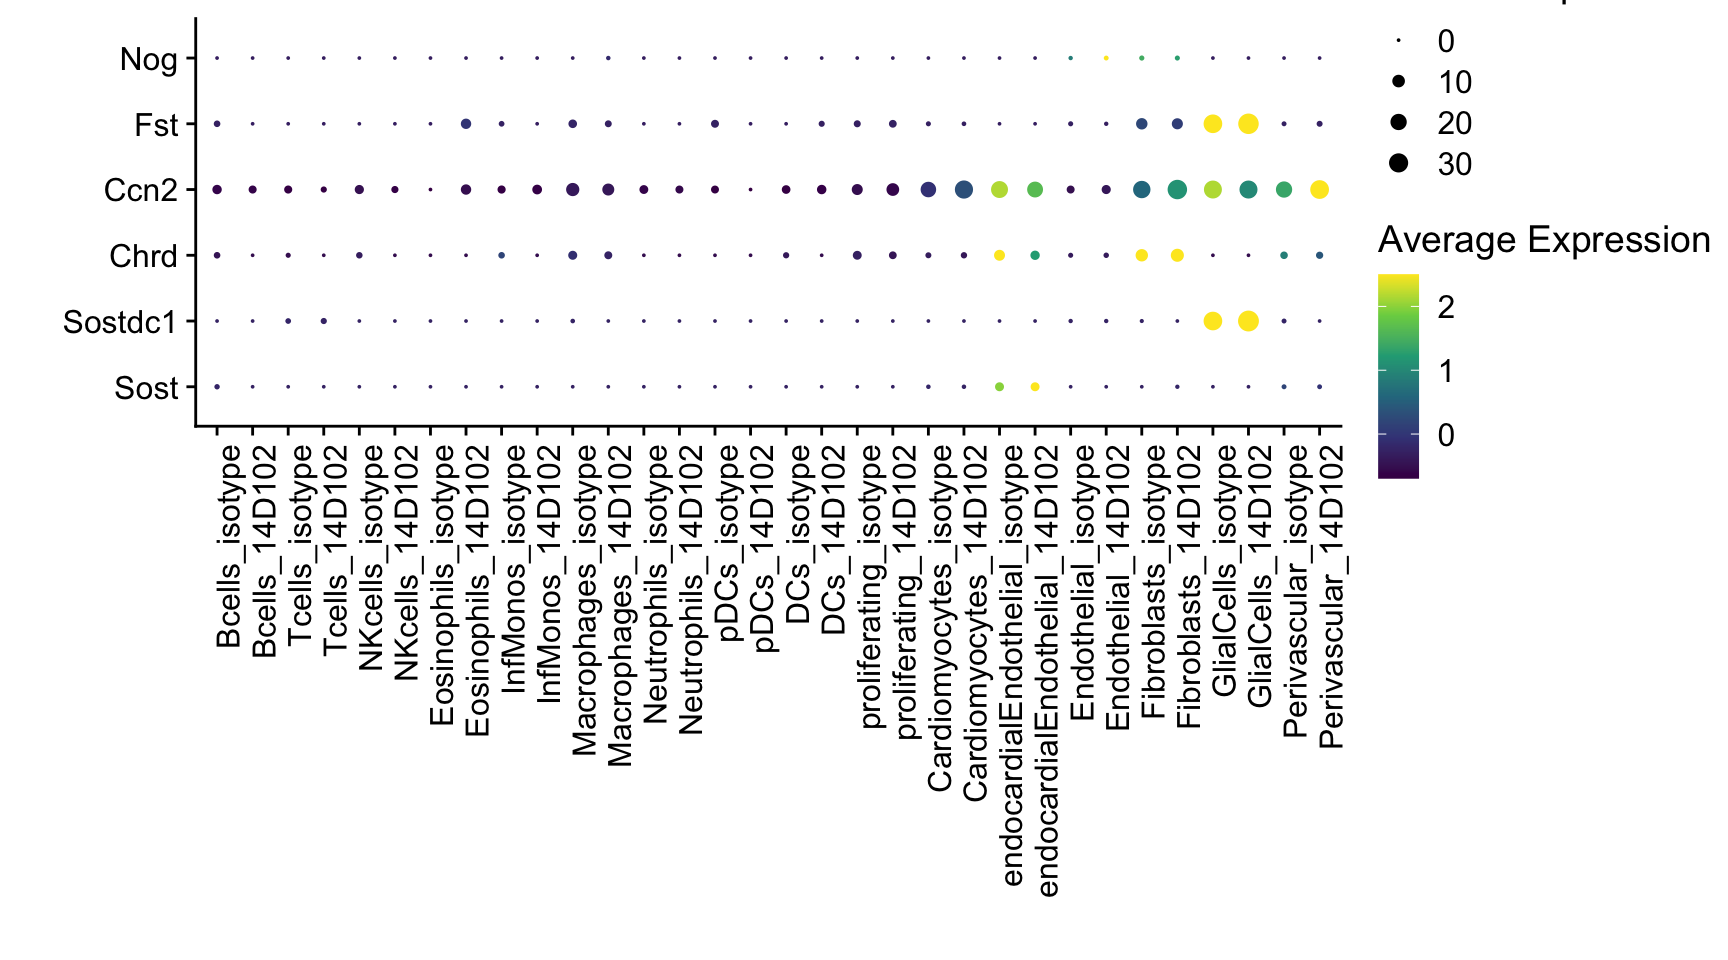 Nog
Fst
Ccn2
Chrd
Sostdc1
Sost
Bcells_isotype
Bcells_14D102
Tcells_isotype
Tcells_14D102
NKcells_isotype
NKcells_14D102
Eosinophils_isotype
Eosinophils_14D102
InfMonos_isotype
InfMonos_14D102
Macrophages_isotype
Macrophages_14D102
Neutrophils_isotype
Neutrophils_14D102
pDCs_isotype
pDCs_14D102
DCs_isotype
DCs_14D102
proliferating_isotype
proliferating_14D102
Cardiomyocytes_isotype
Cardiomyocytes_14D102
endocardialEndothelial_isotype
endocardialEndothelial_14D102
Endothelial_isotype
Endothelial_14D102
Fibroblasts_isotype
Fibroblasts_14D102
GlialCells_isotype
GlialCells_14D102
Perivascular_isotype
Perivascular_14D102
0
10
20
30
Average Expression
2
1
0